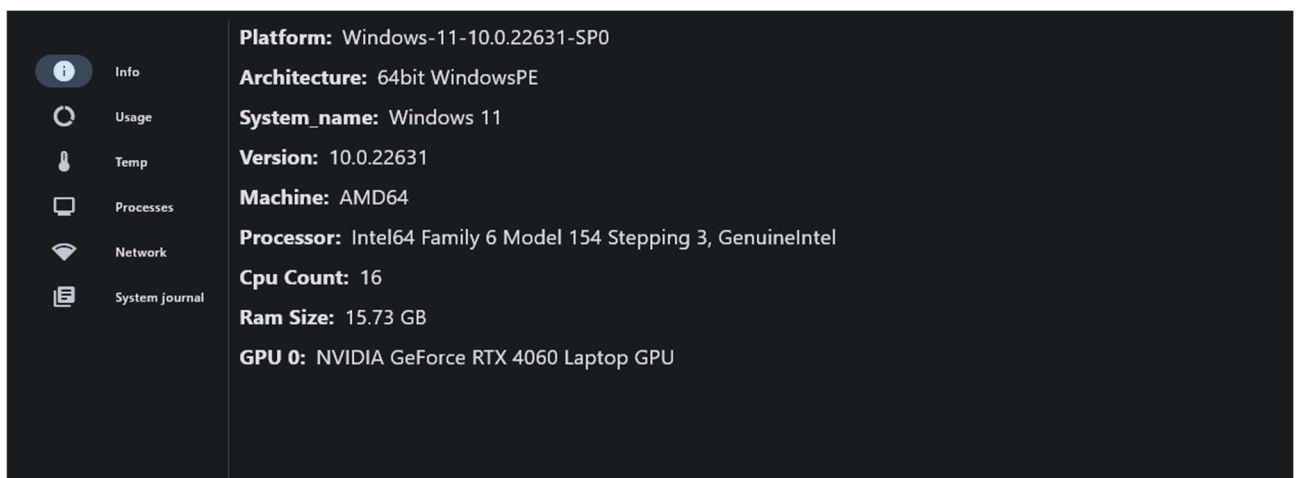 Info
Usage
Temp
Processes
Network
System journal
Platform: Windows-11-10.0.22631-SP0
Architecture: 64bit WindowsPE
System_name: Windows 11
Version: 10.0.22631
Machine: AMD64
Processor: Intel64 Family 6 Model 154 Stepping 3, GenuineIntel
Cpu Count: 16
Ram Size: 15.73 GB
GPU 0: NVIDIA GeForce RTX 4060 Laptop GPU